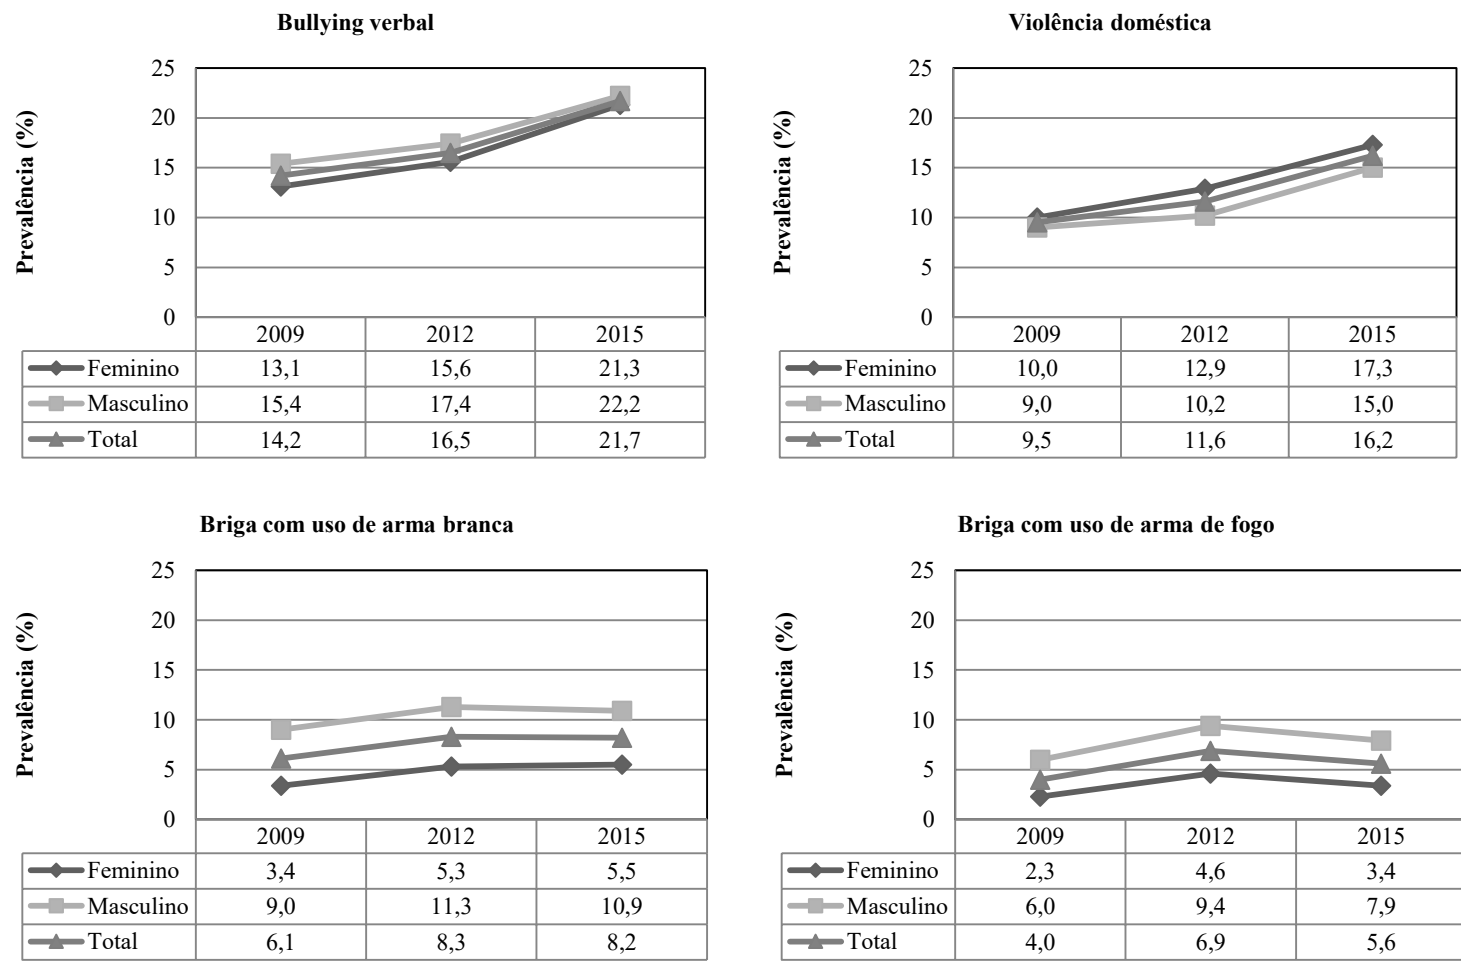 Bullying verbal
Prevalência (%)
25
20
15
10
5
0
2009 2012 2015
Feminino 13,1 15,6 21,3
Masculino 15,4 17,4 22,2
Total 14,2 16,5 21,7
Violência doméstica
Prevalência (%)
25
20
15
10
5
0
2009 2012 2015
Feminino 10,0 12,9 17,3
Masculino 9,0 10,2 15,0
Total 9,5 11,6 16,2
Briga com uso de arma branca
Prevalência (%)
25
20
15
10
5
0
2009 2012 2015
Feminino 3,4 5,3 5,5
Masculino 9,0 11,3 10,9
Total 6,1 8,3 8,2
Briga com uso de arma de fogo
Prevalência (%)
25
20
15
10
5
0
2009 2012 2015
Feminino 2,3 4,6 3,4
Masculino 6,0 9,4 7,9
Total 4,0 6,9 5,6